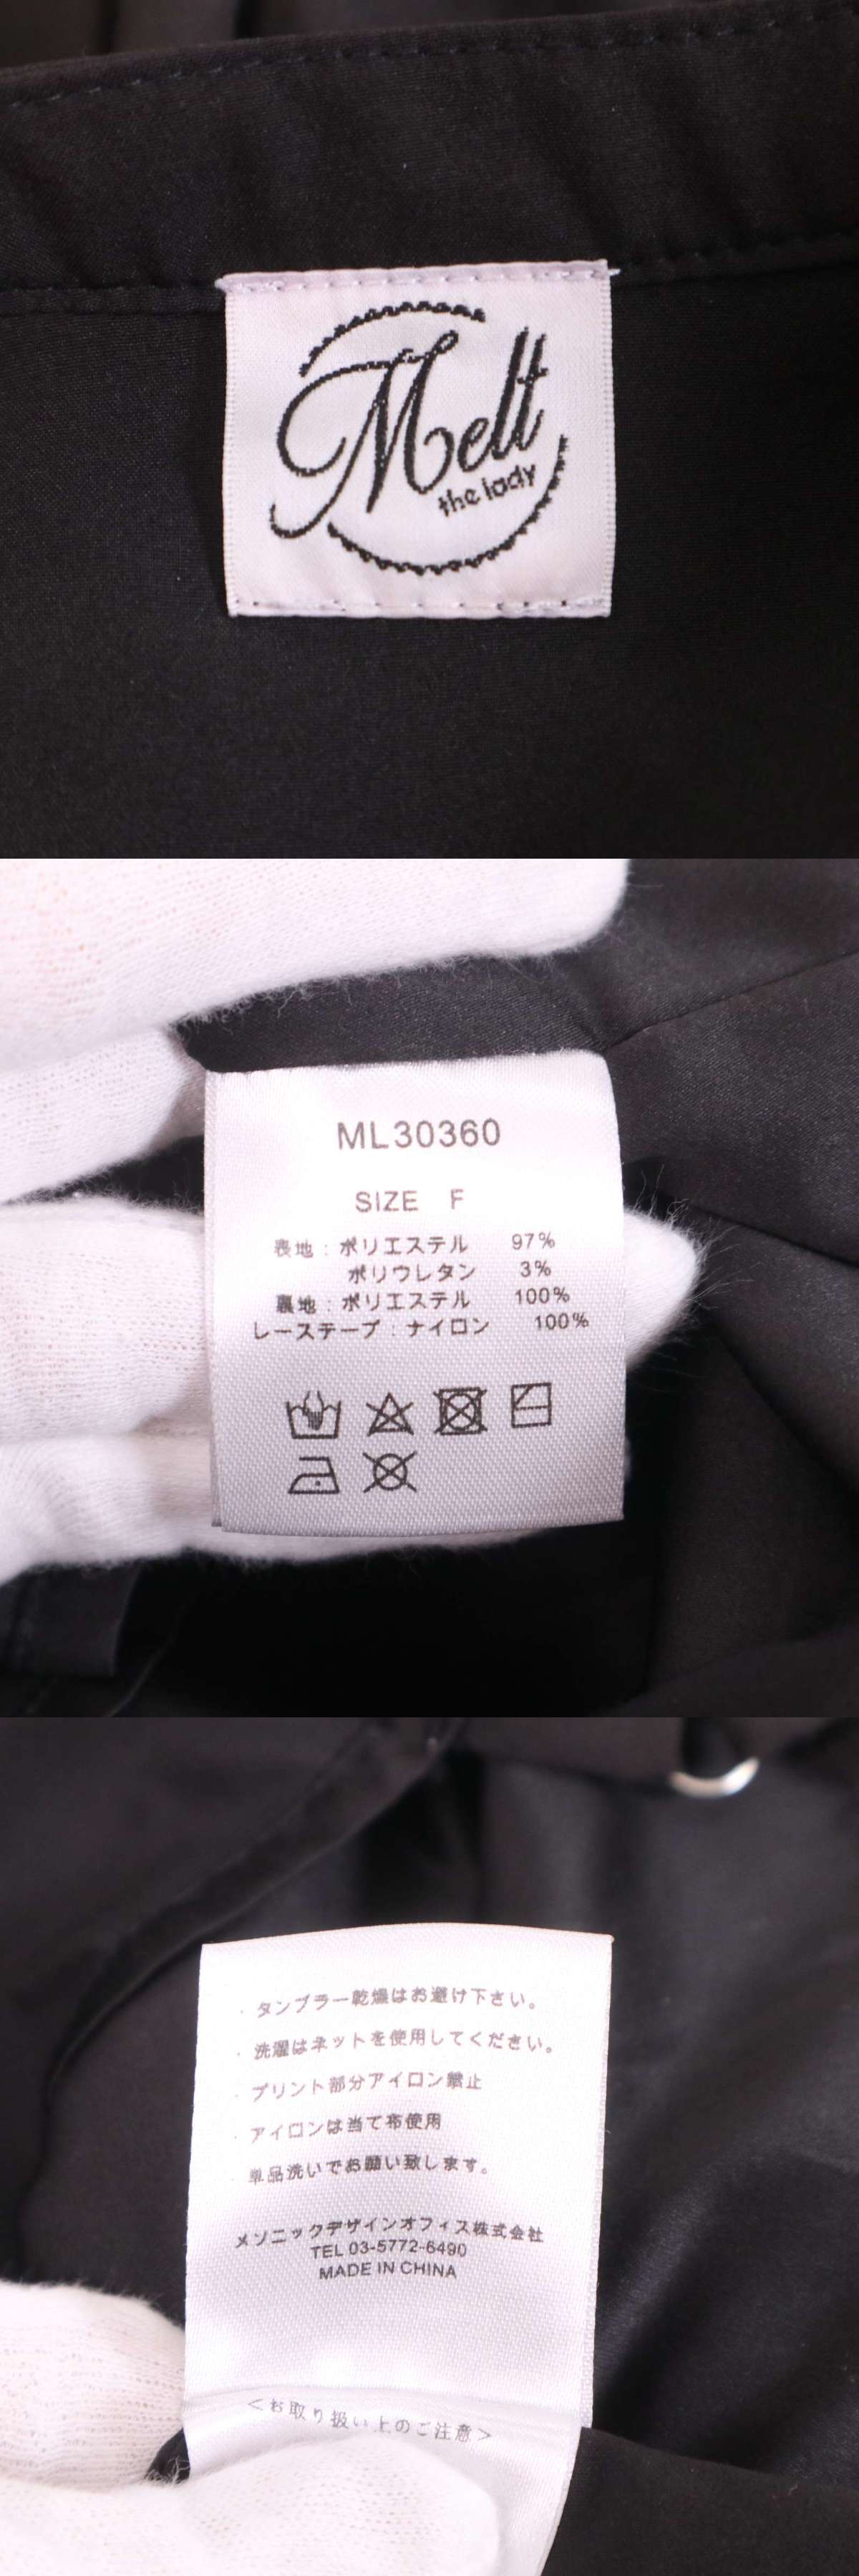 Melt
the lady
ML30360
SIZE F
表地：ポリエステル 97%
ポリウレタン 3%
裏地：ポリエステル 100%
レーステープ：ナイロン 100%
・タンブラー乾燥はお避け下さい。
・洗濯はネットを使用してください。
・プリント部分アイロン禁止
・アイロンは当て布使用
・単品洗いでお願い致します。
メソニックデザインオフィス株式会社
TEL 03-5772-6490
MADE IN CHINA
＜お取り扱い上のご注意＞